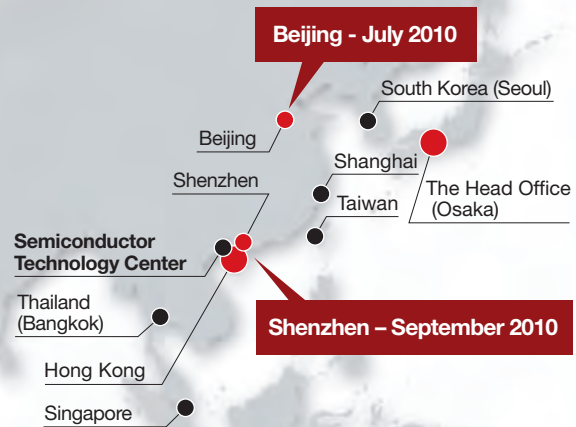 Beijing - July 2010
South Korea (Seoul)
Beijing
Shanghai
Shenzhen
The Head Office
(Osaka)
Taiwan
Semiconductor
Technology Center
Thailand
(Bangkok)
Shenzhen – September 2010
Hong Kong
Singapore